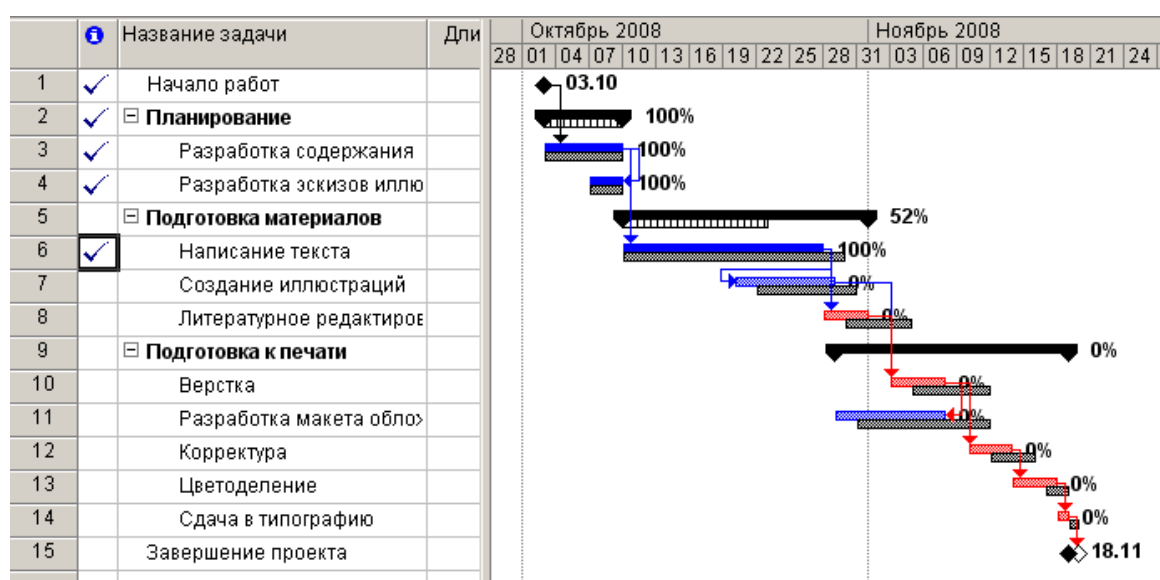 Название задачи Дли Октябрь 2008 Ноябрь 2008
28 01 04 07 10 13 16 19 22 25 28 31 03 06 09 12 15 18 21 24
1 Начало работ 03.10
2 Планирование 100%
3 Разработка содержания 100%
4 Разработка эскизов иллю 100%
5 Подготовка материалов 52%
6 Написание текста 100%
7 Создание иллюстраций 0%
8 Литературное редактиров 0%
9 Подготовка к печати 0%
10 Верстка 0%
11 Разработка макета облож 0%
12 Корректура 0%
13 Цветоделение 0%
14 Сдача в типографию 0%
15 Завершение проекта 18.11